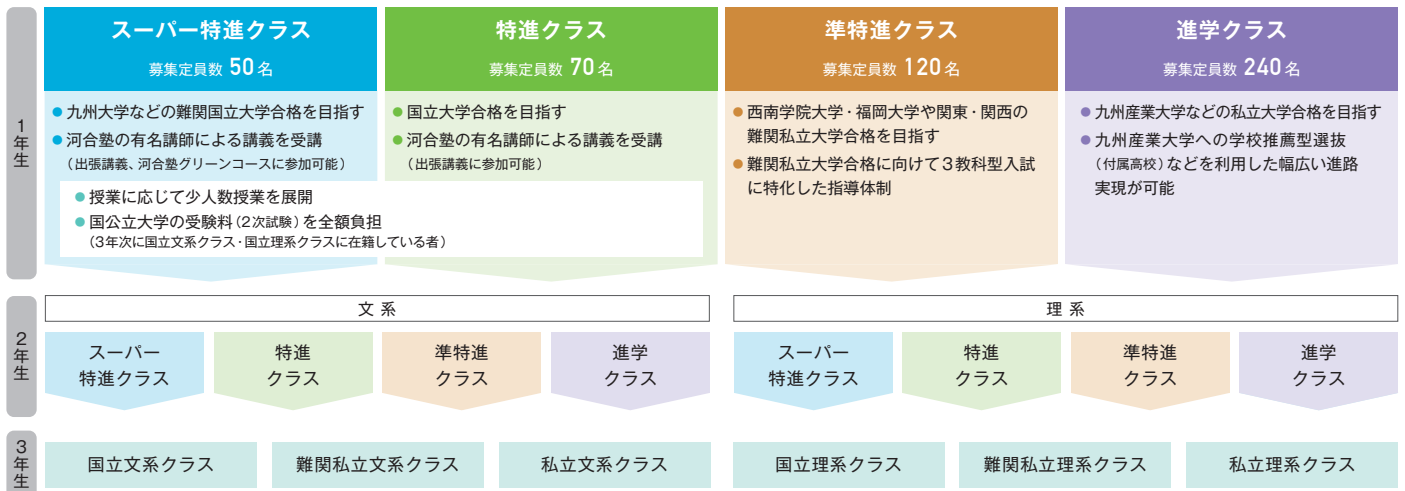 1年生
スーパー特進クラス
募集定員数 50 名
● 九州大学などの難関国立大学合格を目指す
● 河合塾の有名講師による講義を受講
（出張講義、河合塾グリーンコースに参加可能）
特進クラス
募集定員数 70 名
● 国立大学合格を目指す
● 河合塾の有名講師による講義を受講
（出張講義に参加可能）
● 授業に応じて少人数授業を展開
● 国公立大学の受験料（2次試験）を全額負担
（3年次に国立文系クラス・国立理系クラスに在籍している者）
準特進クラス
募集定員数 120 名
● 西南学院大学・福岡大学や関東・関西の
難関私立大学合格を目指す
● 難関私立大学合格に向けて3教科型入試
に特化した指導体制
進学クラス
募集定員数 240 名
● 九州産業大学などの私立大学合格を目指す
● 九州産業大学への学校推薦型選抜
（付属高校）などを利用した幅広い進路
実現が可能
2年生
文系
スーパー
特進クラス
特進
クラス
準特進
クラス
進学
クラス
理系
スーパー
特進クラス
特進
クラス
準特進
クラス
進学
クラス
3年生
国立文系クラス
難関私立文系クラス
私立文系クラス
国立理系クラス
難関私立理系クラス
私立理系クラス